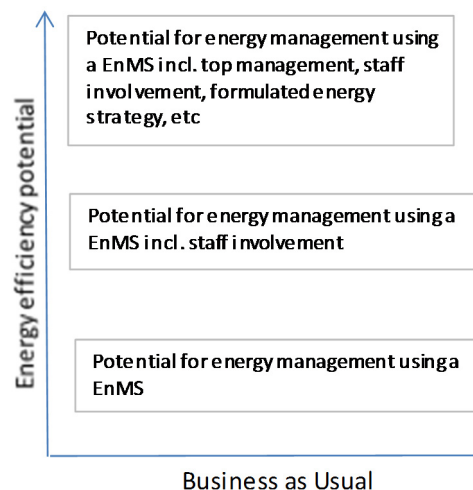 Potential for energy management using
a EnMS incl. top management, staff
involvement, formulated energy
strategy, etc
Energy efficiency potential
Potential for energy management using a
EnMS incl. staff involvement
Potential for energy management using a
EnMS
Business as Usual